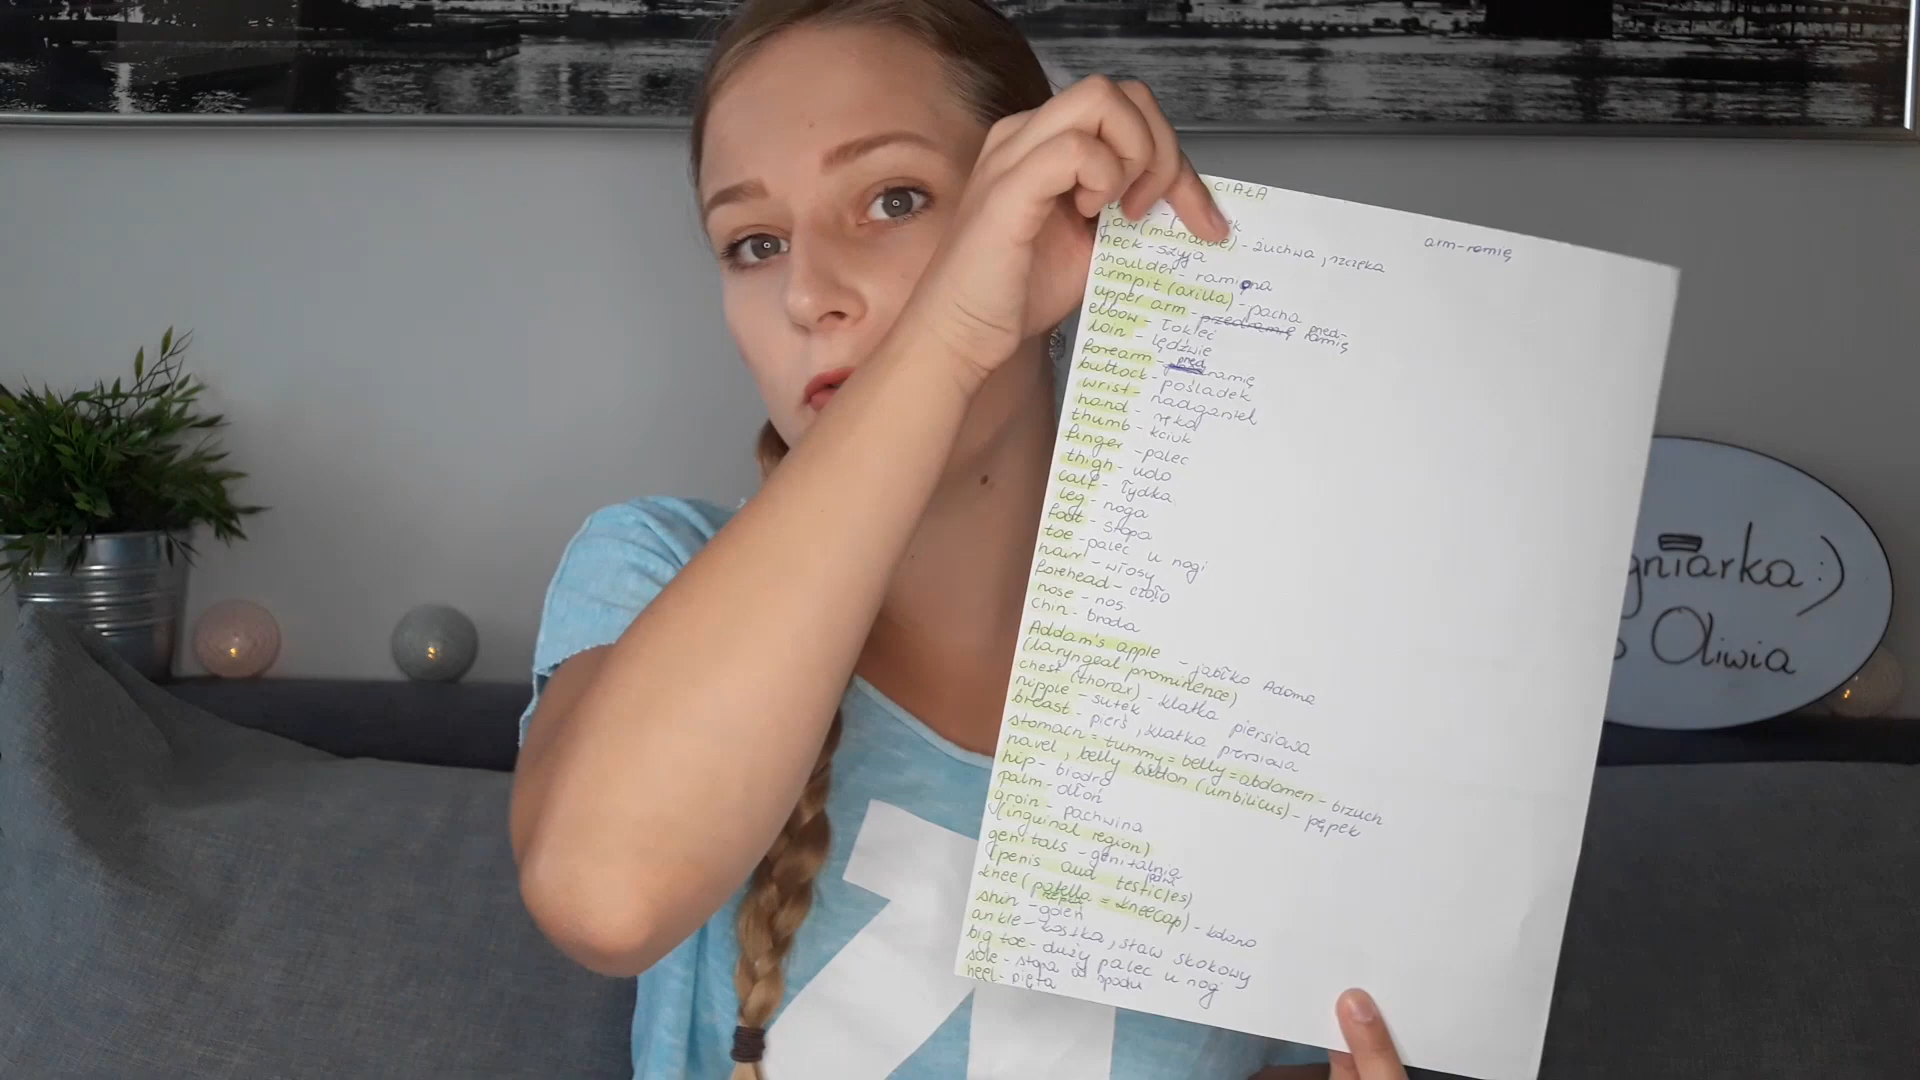 CIAŁA
arm-ramię
jaw (mandible) - żuchwa, szczęka
neck - szyja
shoulder - ramiona
armpit (axilla) - pacha
upper arm - przedramię ramię
elbow - łokieć
loin - lędźwie
forearm - przedramię
buttock - pośladek
wrist - nadgarstek
hand - ręka
thumb - kciuk
finger - palec
thigh - udo
calf - łydka
leg - noga
foot - stopa
toe - palec u nogi
hair - włosy
forehead - czoło
nose - nos
chin - broda
Addam's apple - jabłko Adama
(laryngeal prominence)
chest (thorax) - klatka piersiowa
nipple - sutek
breast - pierś, klatka piersiowa
stomach = tummy = belly = abdomen - brzuch
navel, belly button (umbilicus) - pępek
hip - biodro
palm - dłoń
groin - pachwina
(inguinal region)
genitals - genitalnia
(penis and testicles)
knee (patella = kneecap) - kolano
shin - goleń
ankle - kostka, staw skokowy
big toe - duży palec u nogi
sole - stopa od spodu
heel - pięta
gniarka :)
Oliwia